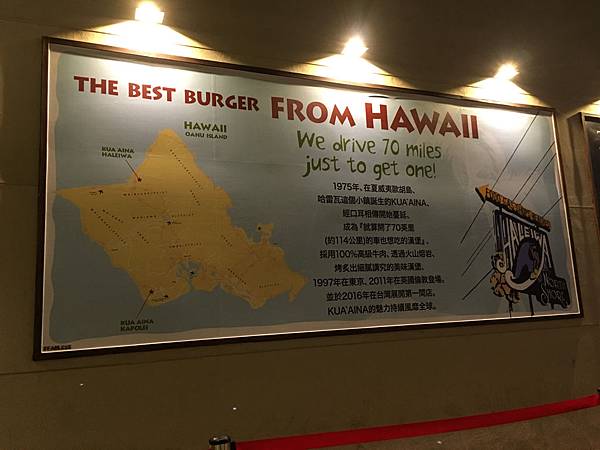 THE BEST BURGER FROM HAWAII
We drive 70 miles
just to get one!
HAWAII
OAHU ISLAND
KUA`AINA
HALEIWA
KUA`AINA
KAPOLEI
1975年、在夏威夷歐胡島、
哈雷瓦這個小鎮誕生的KUA`AINA、
經口耳相傳開始蔓延、
成為『就算開了70英里
(約114公里)的車也想吃的漢堡』、
採用100%高級牛肉、透過火山熔岩、
烤炙出細膩講究的美味漢堡、
1997年在東京、2011年在英國倫敦登場。
並於2016年在台灣展開第一間店。
KUA`AINA的魅力持續風靡全球。
HALEIWA
NORTH
SHORE